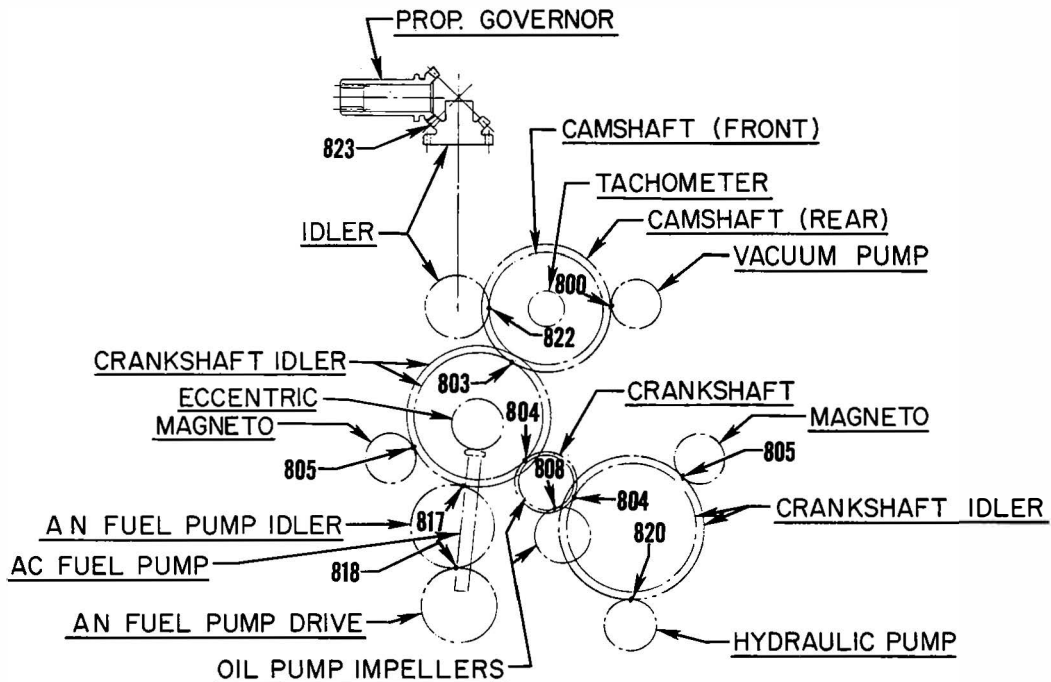 PROP. GOVERNOR
823
CAMSHAFT (FRONT)
TACHOMETER
IDLER
CAMSHAFT (REAR)
800
VACUUM PUMP
822
CRANKSHAFT IDLER
803
CRANKSHAFT
ECCENTRIC
804
MAGNETO
MAGNETO
805
808
805
804
CRANKSHAFT IDLER
A N FUEL PUMP IDLER
817
820
AC FUEL PUMP
818
A N FUEL PUMP DRIVE
HYDRAULIC PUMP
OIL PUMP IMPELLERS